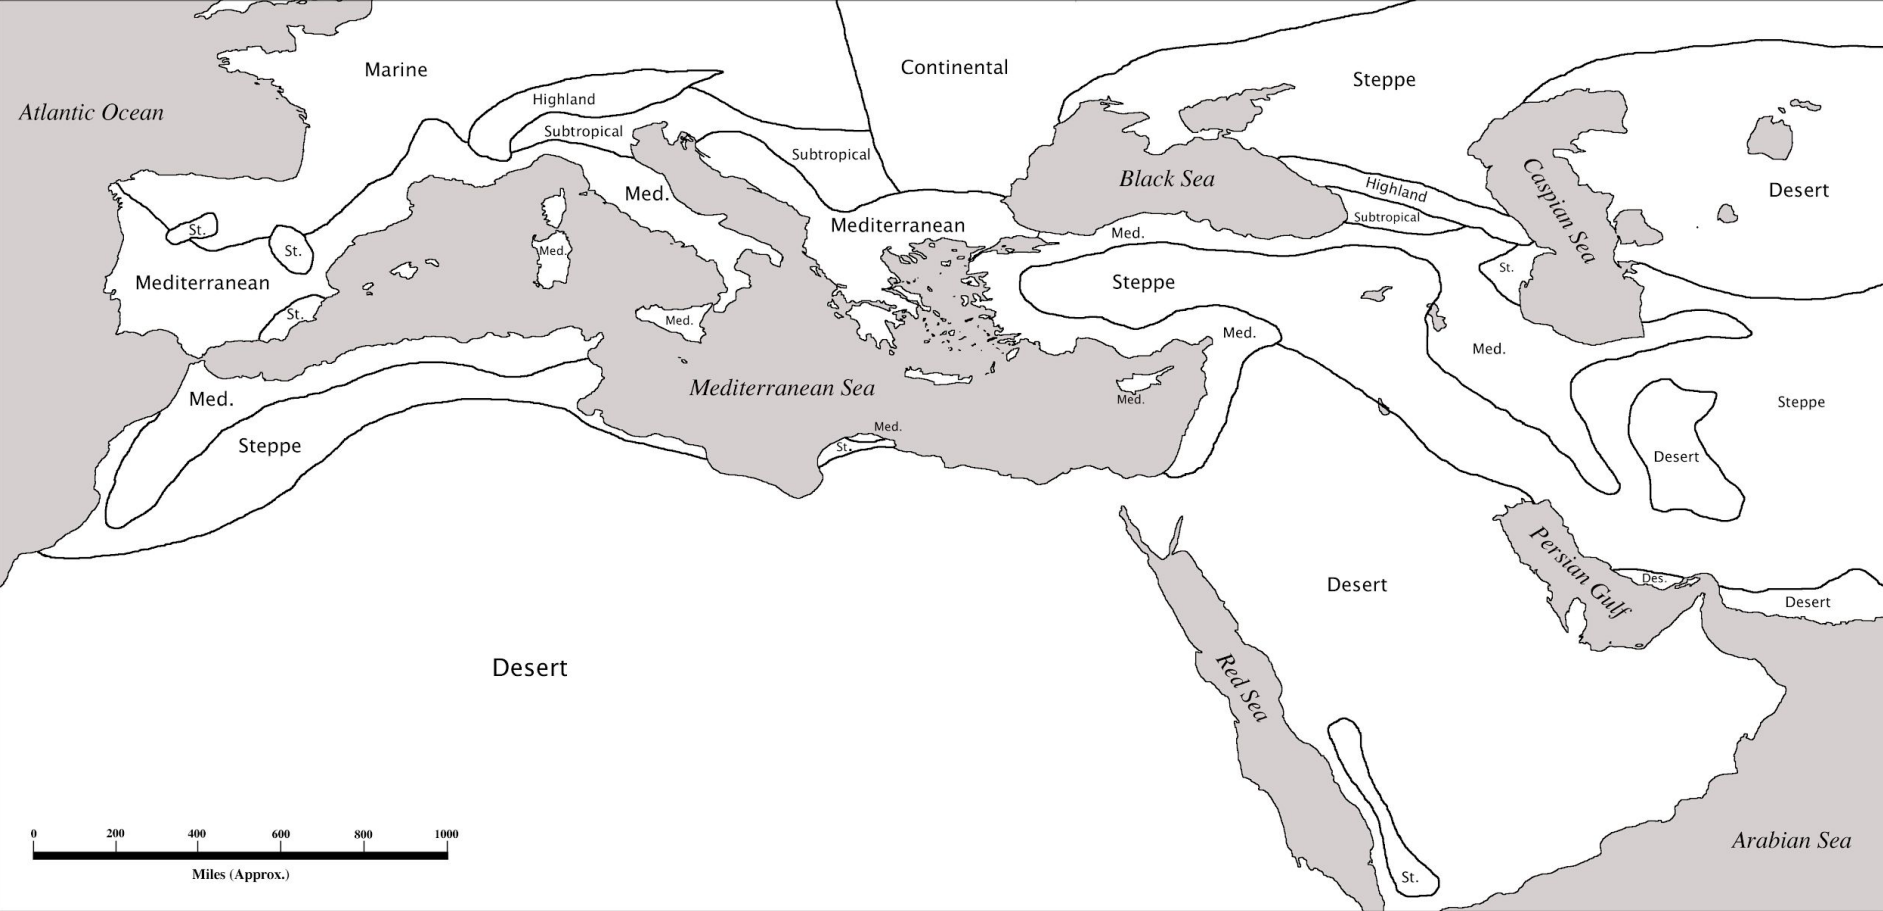 Marine
Continental
Steppe
Atlantic Ocean
Highland
Subtropical
Subtropical
Black Sea
Highland
Subtropical
Caspian Sea
Desert
Med.
St.
St.
Med.
Mediterranean
Med.
Mediterranean
Steppe
St.
St.
Med.
Med.
Med.
Med.
Mediterranean Sea
Med.
Steppe
Steppe
Med.
St.
Desert
Persian Gulf
Des.
Desert
Desert
Desert
Red Sea
St.
Arabian Sea
0 200 400 600 800 1000
Miles (Approx.)